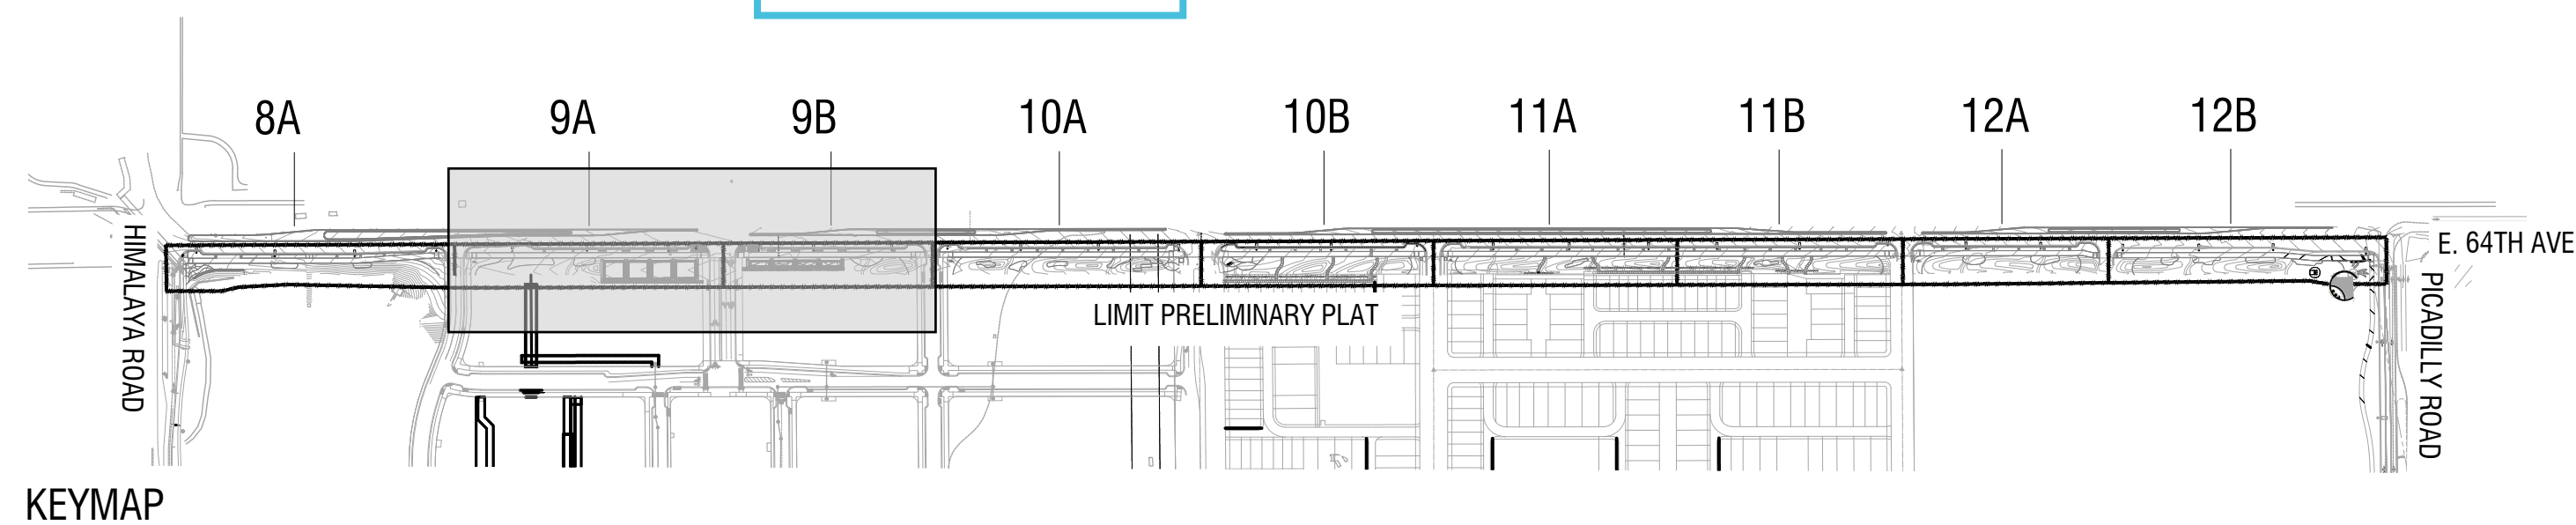 8A
9A
9B
10A
10B
11A
11B
12A
12B
HIMALAYA ROAD
E. 64TH AVE
LIMIT PRELIMINARY PLAT
PICADILLY ROAD
KEYMAP